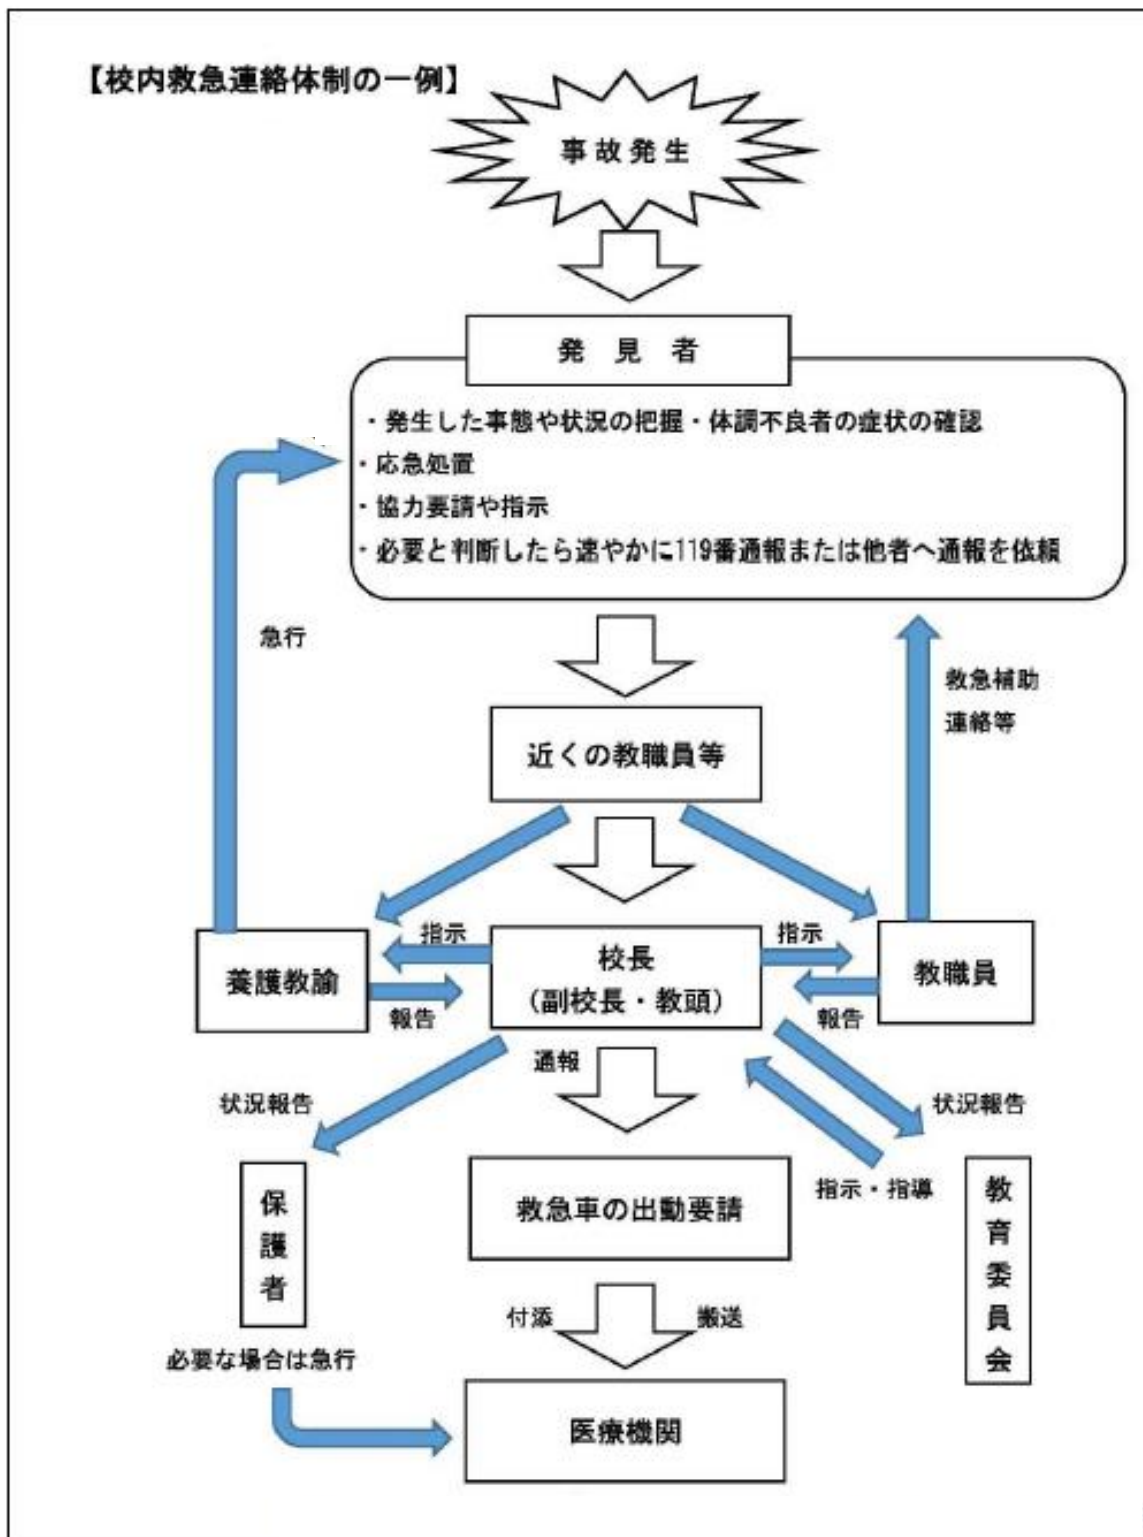 【校内救急連絡体制の一例】
事故発生
発見者
・発生した事態や状況の把握・体調不良者の症状の確認
・応急処置
・協力要請や指示
・必要と判断したら速やかに119番通報または他者へ通報を依頼
急行
救急補助
連絡等
近くの教職員等
指示
指示
養護教諭
校長
(副校長・教頭)
教職員
報告
報告
通報
状況報告
状況報告
保護者
救急車の出動要請
指示・指導
教育委員会
付添
搬送
必要な場合は急行
医療機関